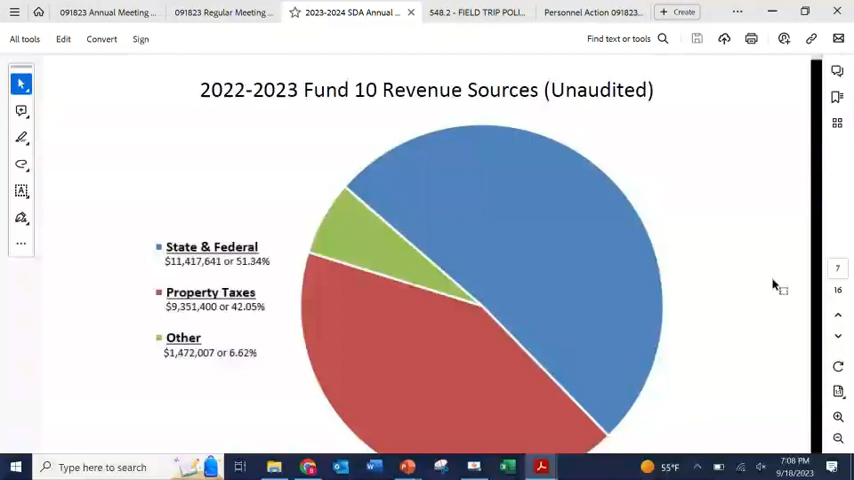 091823 Annual Meeting ...
091823 Regular Meeting ...
2023-2024 SDA Annual ...
548.2 - FIELD TRIP POLI...
Personnel Action 091823...
Create
All tools
Edit
Convert
Sign
Find text or tools
2022-2023 Fund 10 Revenue Sources (Unaudited)
State & Federal
$11,417,641 or 51.34%
Property Taxes
$9,351,400 or 42.05%
Other
$1,472,007 or 6.62%
7
16
Type here to search
55°F
7:08 PM
9/18/2023